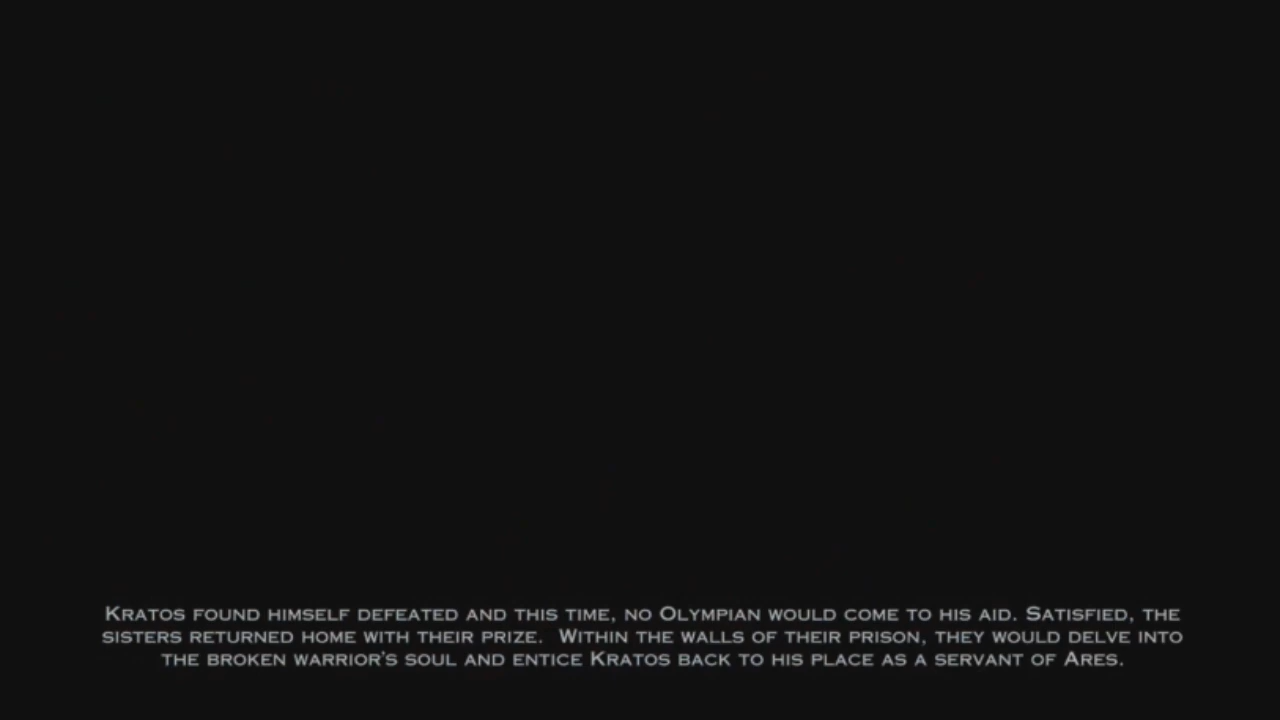 Kratos found himself defeated and this time, no Olympian would come to his aid. Satisfied, the
sisters returned home with their prize.  Within the walls of their prison, they would delve into
the broken warrior's soul and entice Kratos back to his place as a servant of Ares.